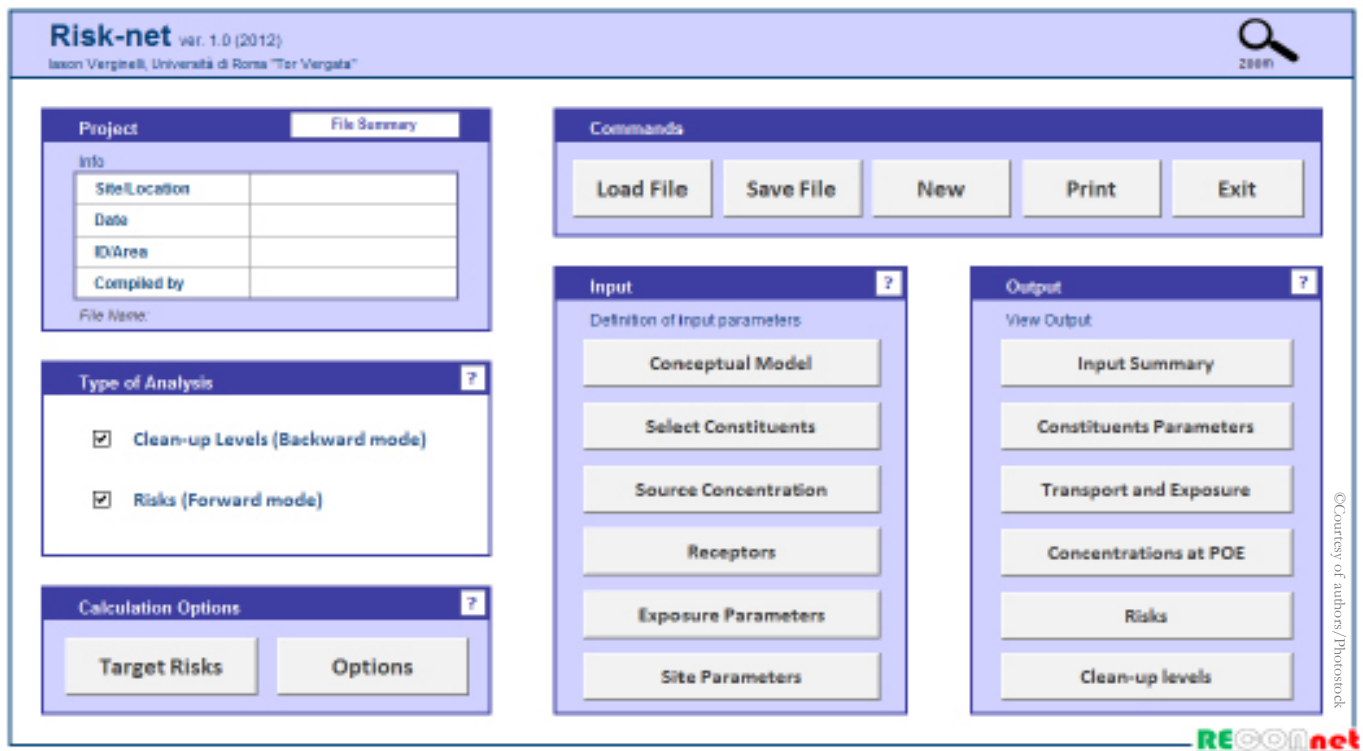 Risk-net ver. 1.0 (2012)
Iason Verginelli, Università di Roma "Tor Vergata"
zoom
Project
File Summary
Info
Site/Location
Date
ID/Area
Compiled by
File Name:
Type of Analysis
?
Clean-up Levels (Backward mode)
Risks (Forward mode)
Calculation Options
?
Target Risks
Options
Commands
Load File
Save File
New
Print
Exit
Input
?
Definition of input parameters
Conceptual Model
Select Constituents
Source Concentration
Receptors
Exposure Parameters
Site Parameters
Output
?
View Output
Input Summary
Constituents Parameters
Transport and Exposure
Concentrations at POE
Risks
Clean-up levels
©Courtesy of authors/Photostock
RECONnet